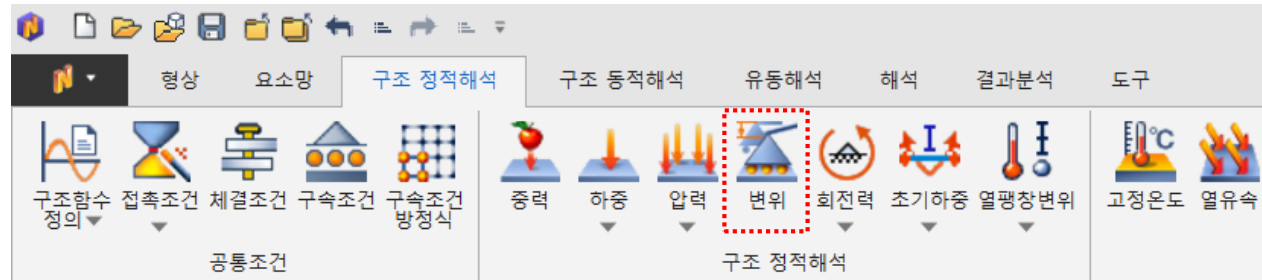 형상 요소망 구조 정적해석 구조 동적해석 유동해석 해석 결과분석 도구
구조함수 접촉조건 체결조건 구속조건 구속조건 중력 하중 압력 변위 회전력 초기하중 열팽창변위 고정온도 열유속
정의 방정식
공통조건 구조 정적해석